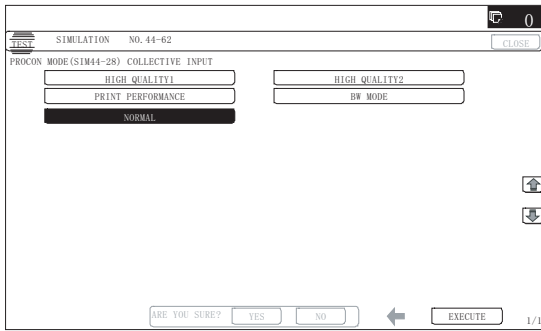 0
TEST SIMULATION NO. 44-62 CLOSE
PROCON MODE(SIM44-28) COLLECTIVE INPUT
HIGH QUALITY1 HIGH QUALITY2
PRINT PERFORMANCE BW MODE
NORMAL
ARE YOU SURE? YES NO EXECUTE 1/1